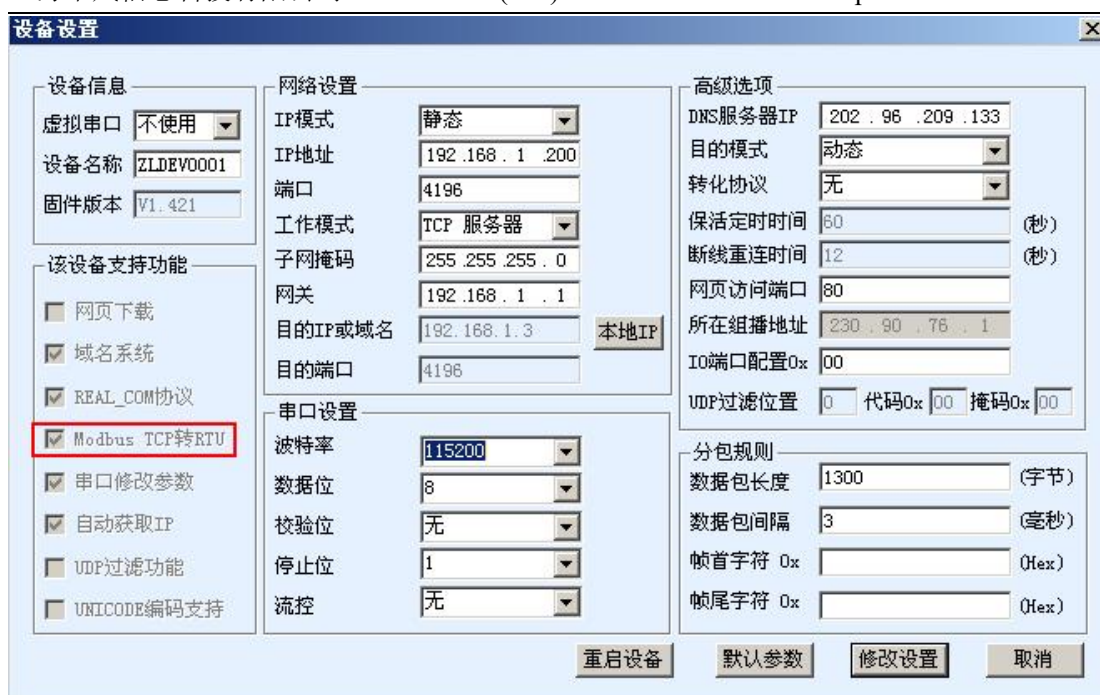 设备设置
设备信息
虚拟串口 不使用
设备名称 ZLDEV0001
固件版本 V1.421
该设备支持功能
网页下载
域名系统
REAL_COM协议
Modbus TCP转RTU
串口修改参数
自动获取IP
UDP过滤功能
UNICODE编码支持
网络设置
IP模式 静态
IP地址 192 .168 . 1 .200
端口 4196
工作模式 TCP 服务器
子网掩码 255 .255 .255 . 0
网关 192 .168 . 1 . 1
目的IP或域名 192.168.1.3 本地IP
目的端口 4196
串口设置
波特率 115200
数据位 8
校验位 无
停止位 1
流控 无
高级选项
DNS服务器IP 202 . 96 .209 .133
目的模式 动态
转化协议 无
保活定时时间 60 (秒)
断线重连时间 12 (秒)
网页访问端口 80
所在组播地址 230 . 90 . 76 . 1
IO端口配置0x 00
UDP过滤位置 0 代码0x 00 掩码0x 00
分包规则
数据包长度 1300 (字节)
数据包间隔 3 (毫秒)
帧首字符 0x (Hex)
帧尾字符 0x (Hex)
重启设备 默认参数 修改设置 取消